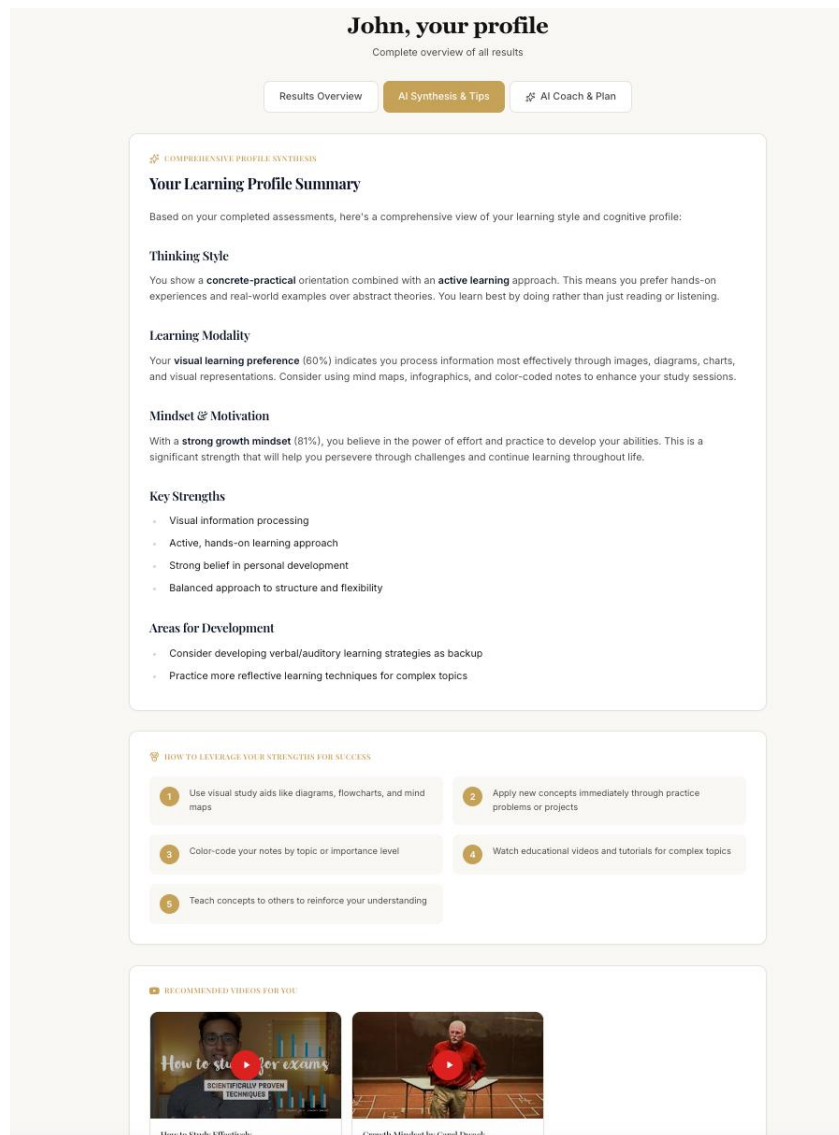 John, your profile
Complete overview of all results
Results Overview
AI Synthesis & Tips
AI Coach & Plan
COMPREHENSIVE PROFILE SYNTHESIS
Your Learning Profile Summary
Based on your completed assessments, here's a comprehensive view of your learning style and cognitive profile:
Thinking Style
You show a concrete-practical orientation combined with an active learning approach. This means you prefer hands-on
experiences and real-world examples over abstract theories. You learn best by doing rather than just reading or listening.
Learning Modality
Your visual learning preference (60%) indicates you process information most effectively through images, diagrams, charts,
and visual representations. Consider using mind maps, infographics, and color-coded notes to enhance your study sessions.
Mindset & Motivation
With a strong growth mindset (81%), you believe in the power of effort and practice to develop your abilities. This is a
significant strength that will help you persevere through challenges and continue learning throughout life.
Key Strengths
Visual information processing
Active, hands-on learning approach
Strong belief in personal development
Balanced approach to structure and flexibility
Areas for Development
Consider developing verbal/auditory learning strategies as backup
Practice more reflective learning techniques for complex topics
HOW TO LEVERAGE YOUR STRENGTHS FOR SUCCESS
1
Use visual study aids like diagrams, flowcharts, and mind
maps
2
Apply new concepts immediately through practice
problems or projects
3
Color-code your notes by topic or importance level
4
Watch educational videos and tutorials for complex topics
5
Teach concepts to others to reinforce your understanding
RECOMMENDED VIDEOS FOR YOU
How to for exams
SCIENTIFICALLY PROVEN
TECHNIQUES
How to Study Effectively
Growth Mindset by Carol Dweck